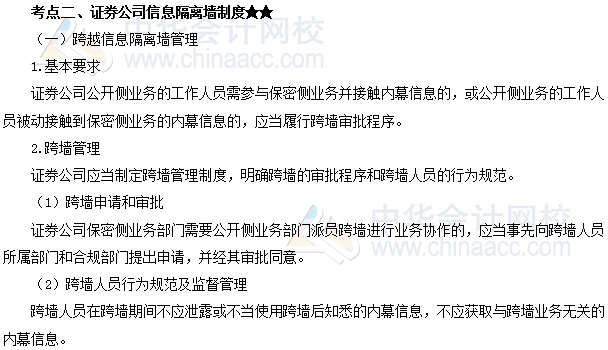 考点二、证券公司信息隔离墙制度★★
（一）跨越信息隔离墙管理
1.基本要求
证券公司公开侧业务的工作人员需参与保密侧业务并接触内幕信息的，或公开侧业务的工作人
员被动接触到保密侧业务的内幕信息的，应当履行跨墙审批程序。
2.跨墙管理
证券公司应当制定跨墙管理制度，明确跨墙的审批程序和跨墙人员的行为规范。
（1）跨墙申请和审批
证券公司保密侧业务部门需要公开侧业务部门派员跨墙进行业务协作的，应当事先向跨墙人员
所属部门和合规部门提出申请，并经其审批同意。
（2）跨墙人员行为规范及监督管理
跨墙人员在跨墙期间不应泄露或不当使用跨墙后知悉的内幕信息，不应获取与跨墙业务无关的
内幕信息。
中华会计网校
www.chinaacc.com
中华会计网校
www.chinaacc.com